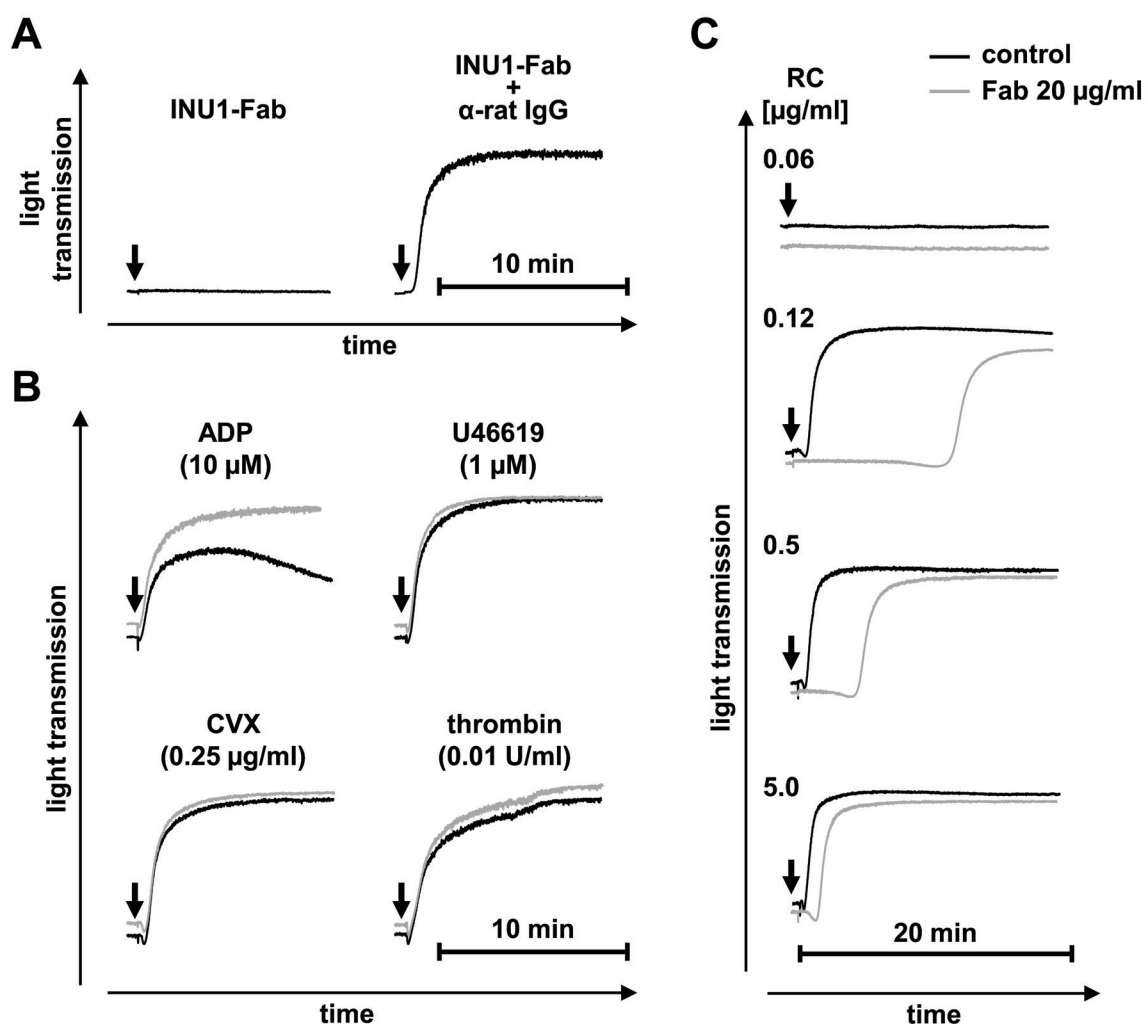 A
INU1-Fab
INU1-Fab
+
α-rat IgG
light
transmission
10 min
time
B
ADP
(10 µM)
U46619
(1 µM)
CVX
(0.25 µg/ml)
thrombin
(0.01 U/ml)
light transmission
10 min
time
C
control
Fab 20 µg/ml
RC
[µg/ml]
0.06
0.12
0.5
5.0
light transmission
20 min
time